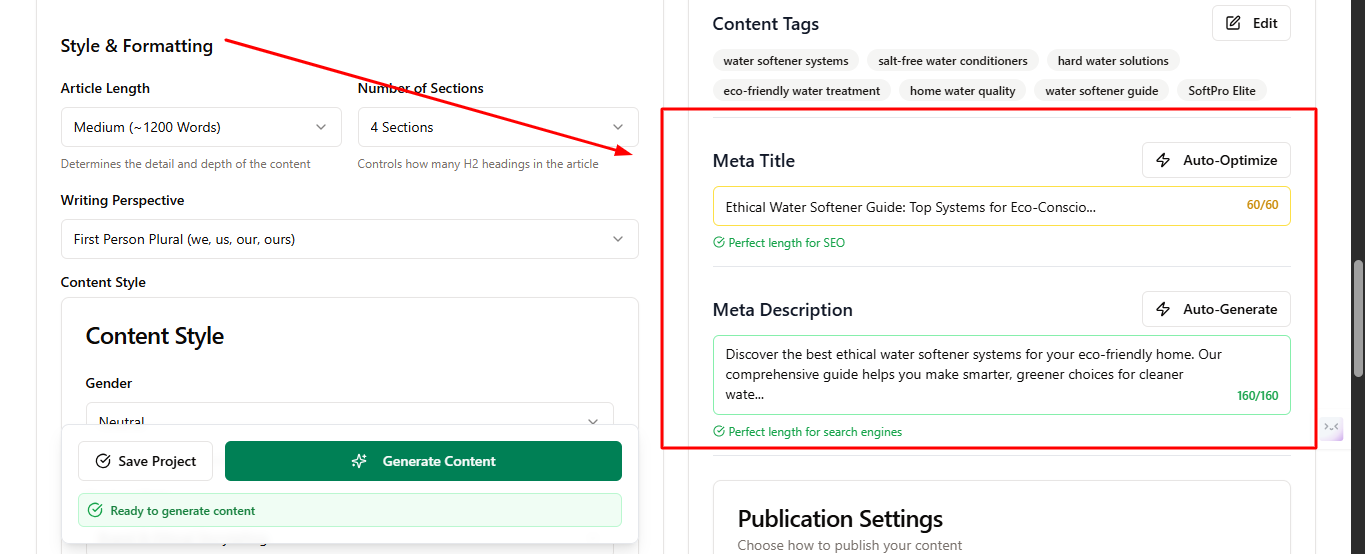 Style & Formatting
Article Length
Number of Sections
Medium (~1200 Words)
4 Sections
Determines the detail and depth of the content
Controls how many H2 headings in the article
Writing Perspective
First Person Plural (we, us, our, ours)
Content Style
Content Style
Gender
Neutral
Save Project
Generate Content
Ready to generate content
Content Tags
Edit
water softener systems
salt-free water conditioners
hard water solutions
eco-friendly water treatment
home water quality
water softener guide
SoftPro Elite
Meta Title
Auto-Optimize
Ethical Water Softener Guide: Top Systems for Eco-Conscio...
60/60
Perfect length for SEO
Meta Description
Auto-Generate
Discover the best ethical water softener systems for your eco-friendly home. Our
comprehensive guide helps you make smarter, greener choices for cleaner
wate...
160/160
Perfect length for search engines
Publication Settings
Choose how to publish your content